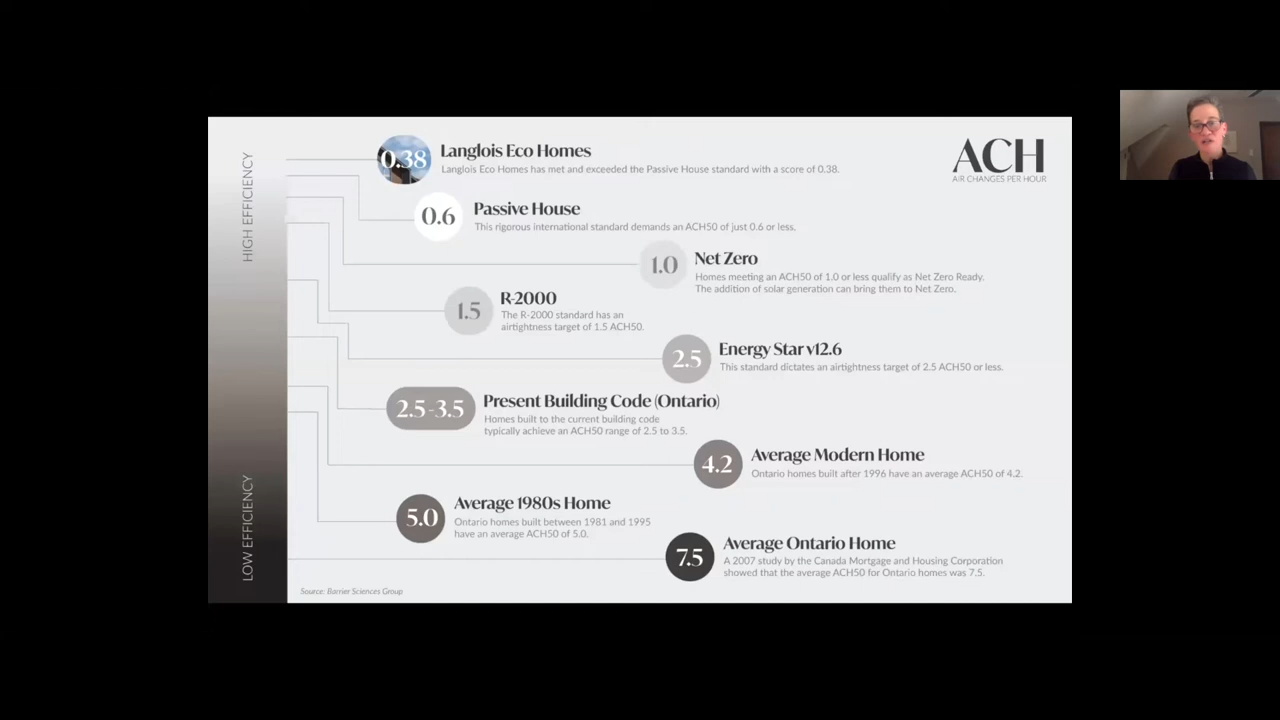 HIGH EFFICIENCY
LOW EFFICIENCY
ACH
AIR CHANGES PER HOUR
0.38
Langlois Eco Homes
Langlois Eco Homes has met and exceeded the Passive House standard with a score of 0.38.
0.6
Passive House
This rigorous international standard demands an ACH50 of just 0.6 or less.
1.0
Net Zero
Homes meeting an ACH50 of 1.0 or less qualify as Net Zero Ready.
The addition of solar generation can bring them to Net Zero.
1.5
R-2000
The R-2000 standard has an
airtightness target of 1.5 ACH50.
2.5
Energy Star v12.6
This standard dictates an airtightness target of 2.5 ACH50 or less.
2.5-3.5
Present Building Code (Ontario)
Homes built to the current building code
typically achieve an ACH50 range of 2.5 to 3.5.
4.2
Average Modern Home
Ontario homes built after 1996 have an average ACH50 of 4.2.
5.0
Average 1980s Home
Ontario homes built between 1981 and 1995
have an average ACH50 of 5.0.
7.5
Average Ontario Home
A 2007 study by the Canada Mortgage and Housing Corporation
showed that the average ACH50 for Ontario homes was 7.5.
Source: Barrier Sciences Group